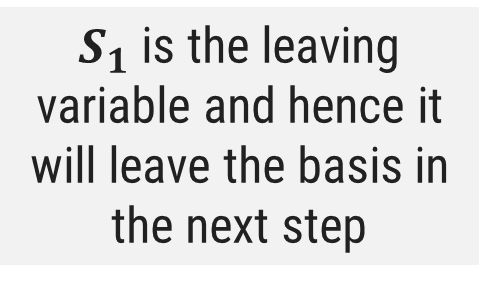 S₁ is the leaving
variable and hence it
will leave the basis in
the next step